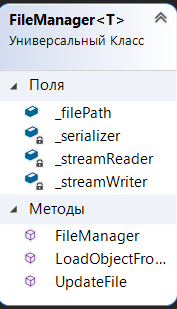 FileManager<T>
Универсальный Класс
Поля
_filePath
_serializer
_streamReader
_streamWriter
Методы
FileManager
LoadObjectFro...
UpdateFile